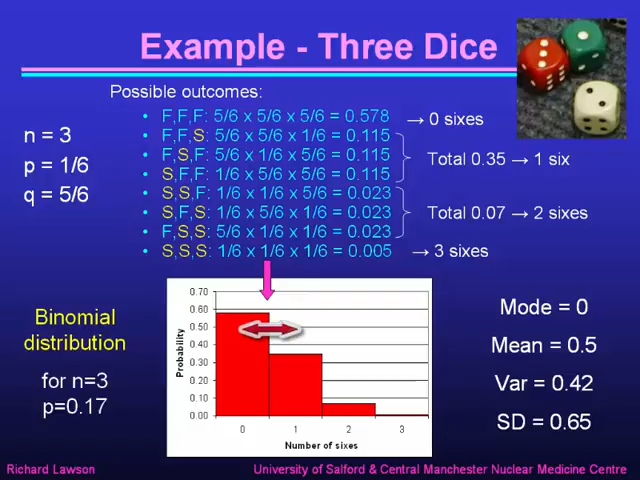 Example - Three Dice
Possible outcomes:
n = 3
p = 1/6
q = 5/6
• F,F,F: 5/6 x 5/6 x 5/6 = 0.578 → 0 sixes
• F,F,S: 5/6 x 5/6 x 1/6 = 0.115
• F,S,F: 5/6 x 1/6 x 5/6 = 0.115 Total 0.35 → 1 six
• S,F,F: 1/6 x 5/6 x 5/6 = 0.115
• S,S,F: 1/6 x 1/6 x 5/6 = 0.023
• S,F,S: 1/6 x 5/6 x 1/6 = 0.023 Total 0.07 → 2 sixes
• F,S,S: 5/6 x 1/6 x 1/6 = 0.023
• S,S,S: 1/6 x 1/6 x 1/6 = 0.005 → 3 sixes
Binomial
distribution
for n=3
p=0.17
Probability
0.70
0.60
0.50
0.40
0.30
0.20
0.10
0.00
0 1 2 3
Number of sixes
Mode = 0
Mean = 0.5
Var = 0.42
SD = 0.65
Richard Lawson
University of Salford & Central Manchester Nuclear Medicine Centre